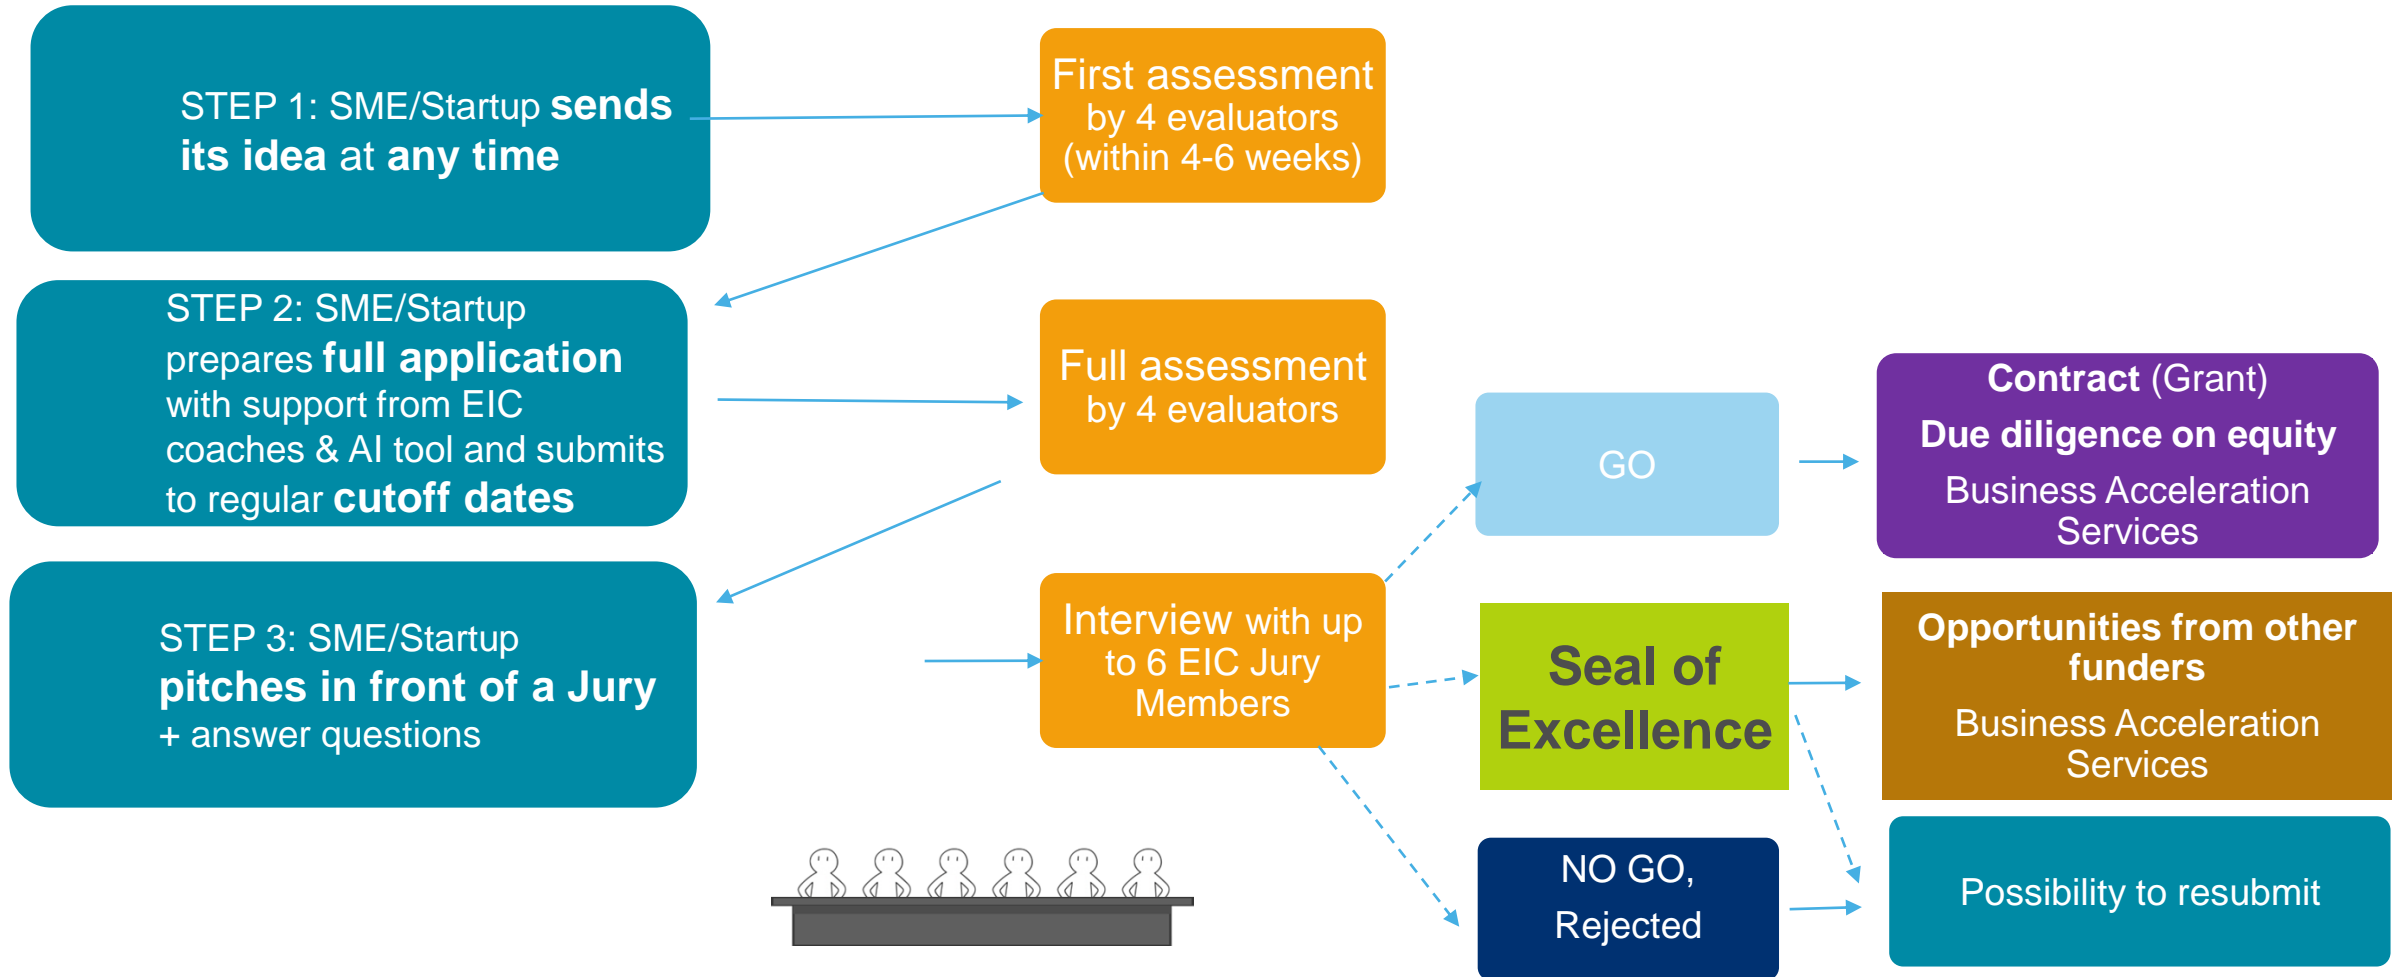 STEP 1: SME/Startup sends
its idea at any time
First assessment
by 4 evaluators
(within 4-6 weeks)
STEP 2: SME/Startup
prepares full application
with support from EIC
coaches & AI tool and submits
to regular cutoff dates
Full assessment
by 4 evaluators
GO
Contract (Grant)
Due diligence on equity
Business Acceleration
Services
STEP 3: SME/Startup
pitches in front of a Jury
+ answer questions
Interview with up
to 6 EIC Jury
Members
Seal of
Excellence
Opportunities from other
funders
Business Acceleration
Services
NO GO,
Rejected
Possibility to resubmit